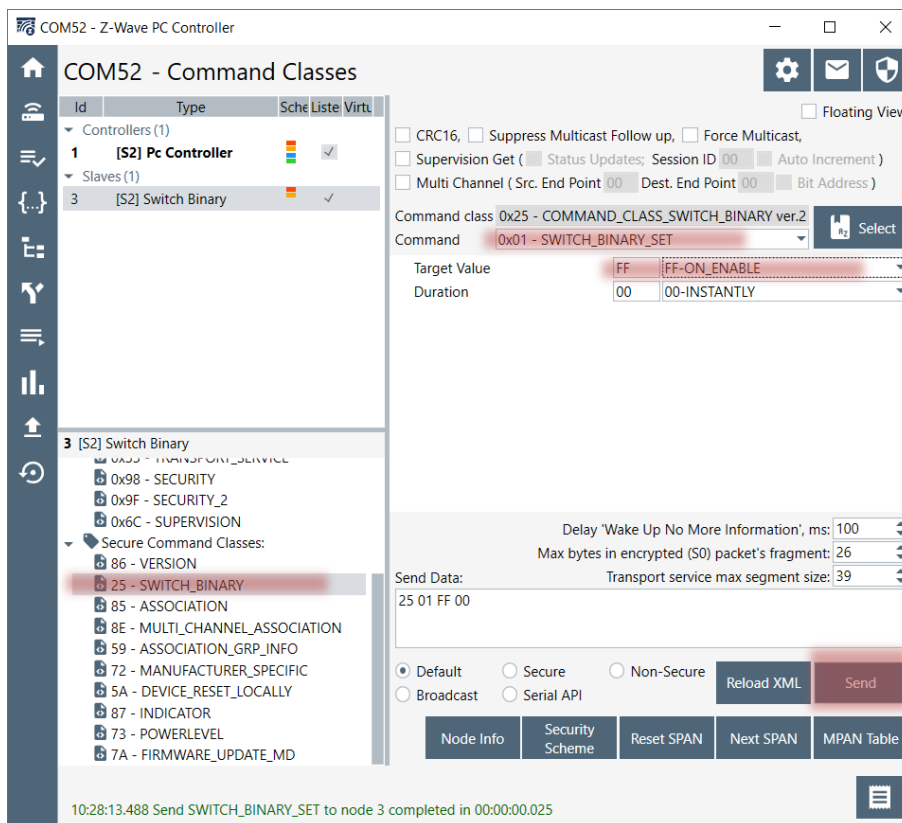 COM52 - Z-Wave PC Controller
COM52 - Command Classes
Id Type Sche Liste Virtu
Controllers (1)
1 [S2] Pc Controller
Slaves (1)
3 [S2] Switch Binary
Floating View
CRC16, Suppress Multicast Follow up, Force Multicast,
Supervision Get ( Status Updates; Session ID 00 Auto Increment )
Multi Channel ( Src. End Point 00 Dest. End Point 00 Bit Address )
Command class 0x25 - COMMAND_CLASS_SWITCH_BINARY ver.2
Command 0x01 - SWITCH_BINARY_SET
Select
Target Value FF FF-ON_ENABLE
Duration 00 00-INSTANTLY
3 [S2] Switch Binary
0x55 - TRANSPORT_SERVICE
0x98 - SECURITY
0x9F - SECURITY_2
0x6C - SUPERVISION
Secure Command Classes:
86 - VERSION
25 - SWITCH_BINARY
85 - ASSOCIATION
8E - MULTI_CHANNEL_ASSOCIATION
59 - ASSOCIATION_GRP_INFO
72 - MANUFACTURER_SPECIFIC
5A - DEVICE_RESET_LOCALLY
87 - INDICATOR
73 - POWERLEVEL
7A - FIRMWARE_UPDATE_MD
Delay 'Wake Up No More Information', ms: 100
Max bytes in encrypted (S0) packet's fragment: 26
Send Data: Transport service max segment size: 39
25 01 FF 00
Default Secure Non-Secure
Broadcast Serial API
Reload XML Send
Node Info Security Scheme Reset SPAN Next SPAN MPAN Table
10:28:13.488 Send SWITCH_BINARY_SET to node 3 completed in 00:00:00.025